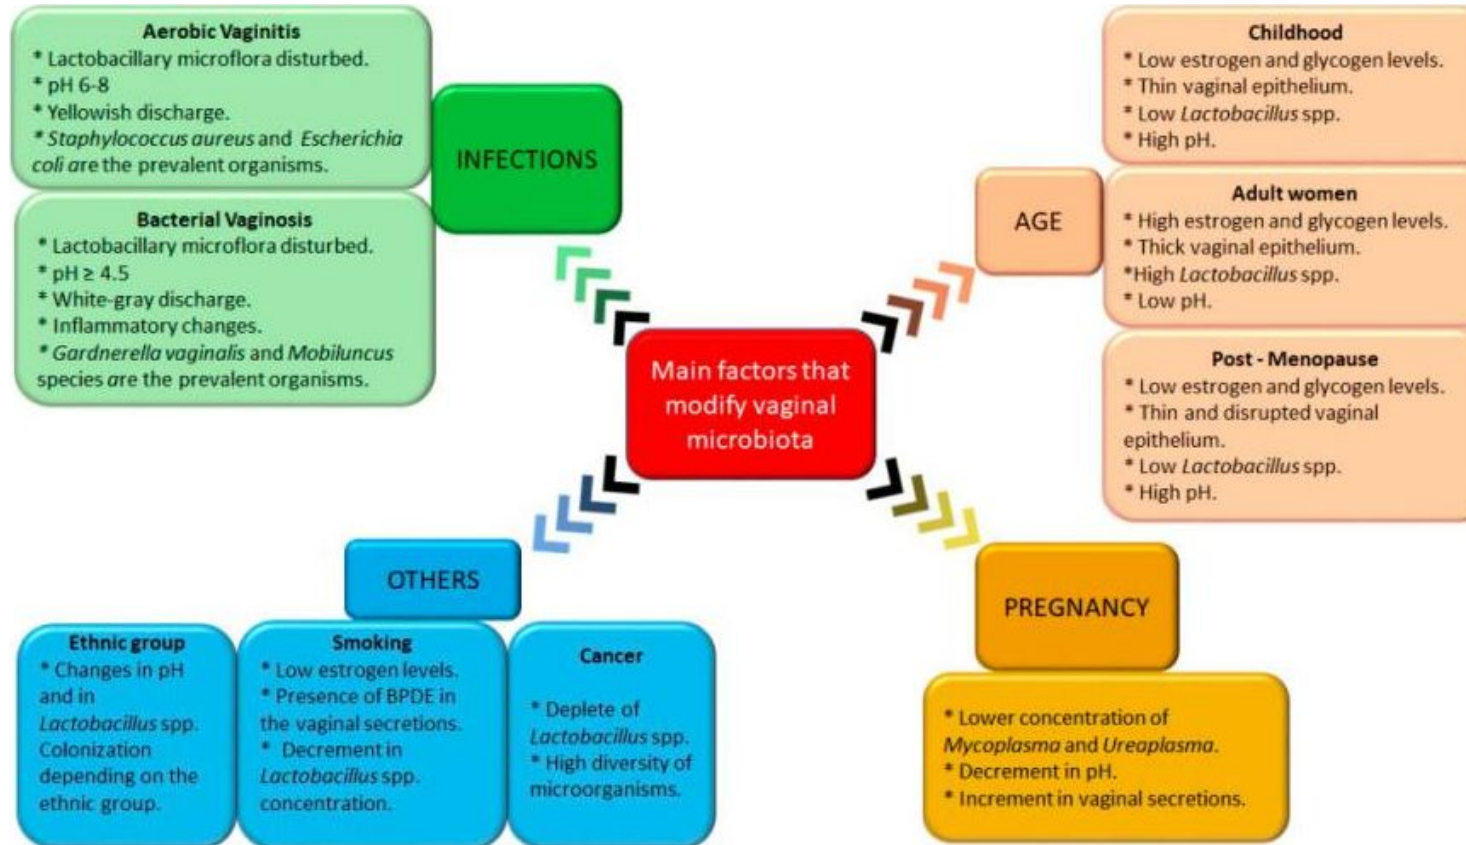 Aerobic Vaginitis
* Lactobacillary microflora disturbed.
* pH 6-8
* Yellowish discharge.
* Staphylococcus aureus and Escherichia
coli are the prevalent organisms.
Bacterial Vaginosis
* Lactobacillary microflora disturbed.
* pH ≥ 4.5
* White-gray discharge.
* Inflammatory changes.
* Gardnerella vaginalis and Mobiluncus
species are the prevalent organisms.
INFECTIONS
Childhood
* Low estrogen and glycogen levels.
* Thin vaginal epithelium.
* Low Lactobacillus spp.
* High pH.
AGE
Adult women
* High estrogen and glycogen levels.
* Thick vaginal epithelium.
*High Lactobacillus spp.
* Low pH.
Post - Menopause
* Low estrogen and glycogen levels.
* Thin and disrupted vaginal
epithelium.
* Low Lactobacillus spp.
* High pH.
Main factors that
modify vaginal
microbiota
OTHERS
Ethnic group
* Changes in pH
and in
Lactobacillus spp.
Colonization
depending on the
ethnic group.
Smoking
* Low estrogen levels.
* Presence of BPDE in
the vaginal secretions.
* Decrement in
Lactobacillus spp.
concentration.
Cancer
* Deplete of
Lactobacillus spp.
* High diversity of
microorganisms.
PREGNANCY
* Lower concentration of
Mycoplasma and Ureaplasma.
* Decrement in pH.
* Increment in vaginal secretions.